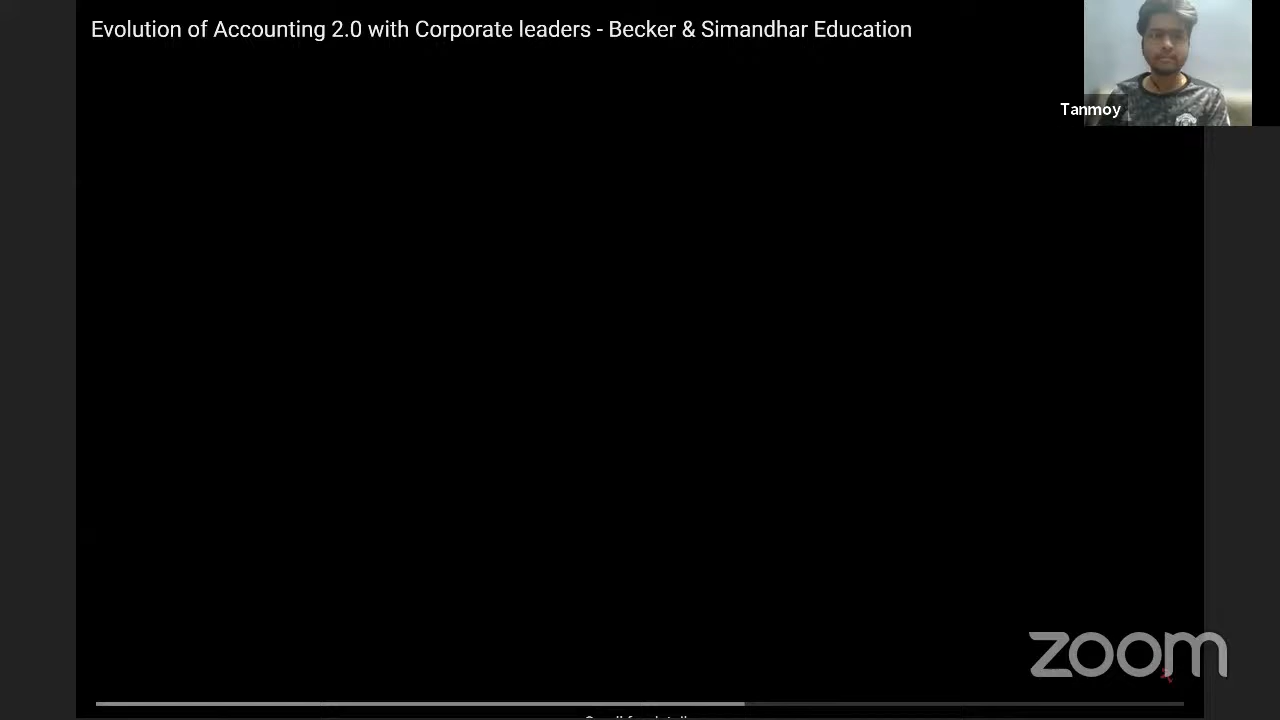 Evolution of Accounting 2.0 with Corporate leaders - Becker & Simandhar Education
Tanmoy
zoom